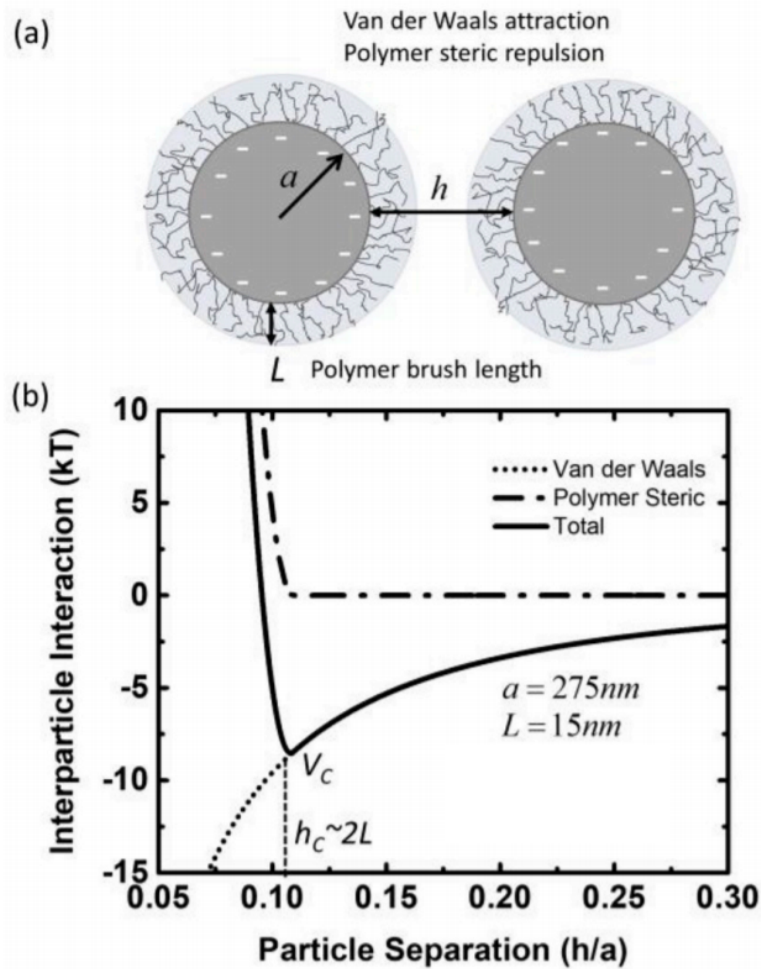 (a)
Van der Waals attraction
Polymer steric repulsion
a
h
L Polymer brush length
(b)
Interparticle Interaction (kT)
10
5
0
-5
-10
-15
Van der Waals
Polymer Steric
Total
a = 275nm
L = 15nm
V_C
h_C~2L
0.05 0.10 0.15 0.20 0.25 0.30
Particle Separation (h/a)